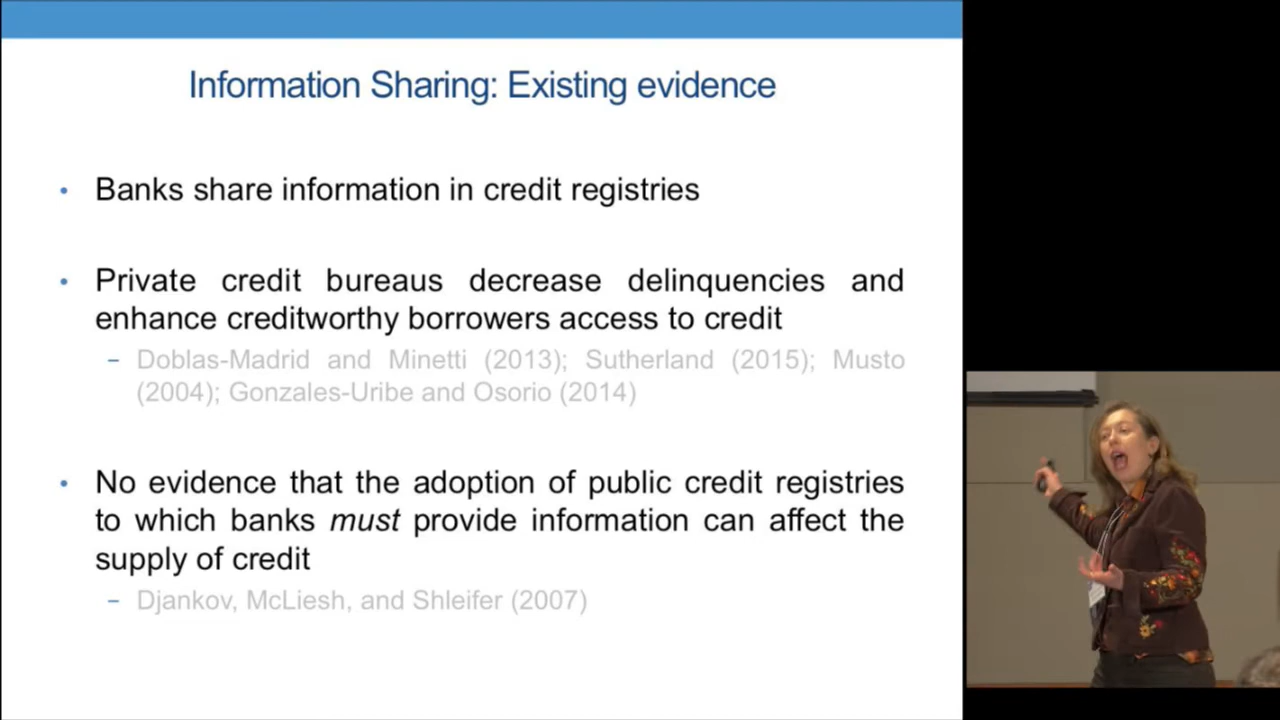 Information Sharing: Existing evidence
• Banks share information in credit registries
• Private credit bureaus decrease delinquencies and
enhance creditworthy borrowers access to credit
– Doblas-Madrid and Minetti (2013); Sutherland (2015); Musto
(2004); Gonzales-Uribe and Osorio (2014)
• No evidence that the adoption of public credit registries
to which banks must provide information can affect the
supply of credit
– Djankov, McLiesh, and Shleifer (2007)